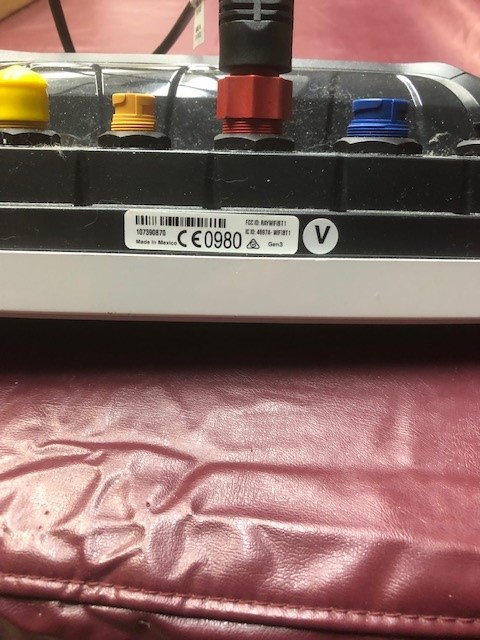 107390870
Made in Mexico
CE0980
FCC ID: RAYWIFIBT1
IC ID: 4697A-WIFIBT1
Gen3
V